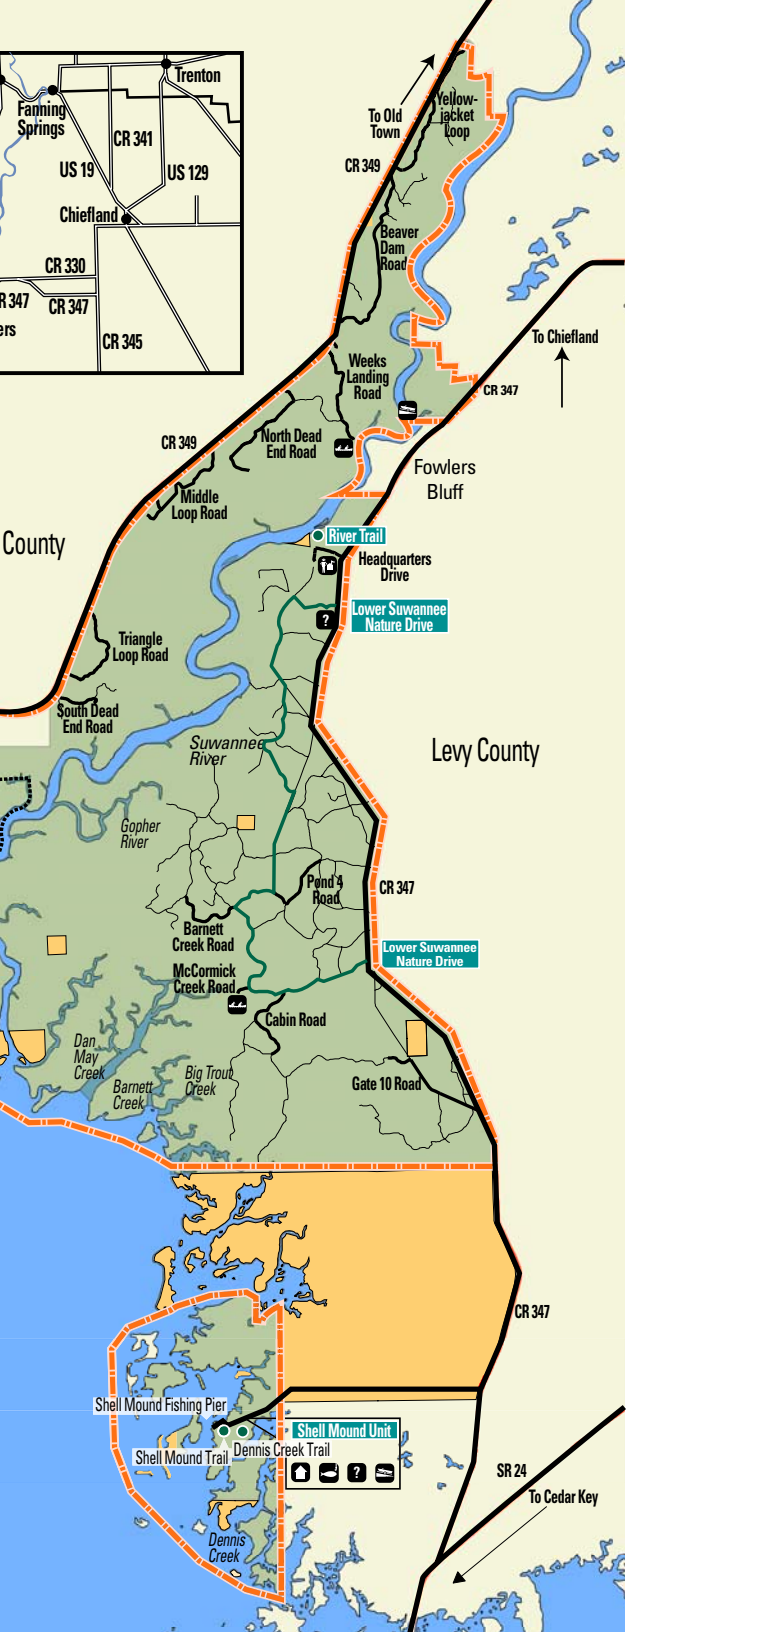 Trenton
Fanning
Springs
CR 341
US 19
US 129
Chiefland
CR 330
R 347
CR 347
ers
CR 345
To Old
Town
Yellow-
jacket
Loop
CR 349
Beaver
Dam
Road
To Chiefland
Weeks
Landing
Road
CR 347
CR 349
North Dead
End Road
Fowlers
Bluff
Middle
Loop Road
County
River Trail
Headquarters
Drive
?
Lower Suwannee
Nature Drive
Triangle
Loop Road
South Dead
End Road
Suwannee
River
Levy County
Gopher
River
Pond 4
Road
CR 347
Barnett
Creek Road
Lower Suwannee
Nature Drive
McCormick
Creek Road
Cabin Road
Dan
May
Creek
Big Trout
Creek
Barnett
Creek
Gate 10 Road
CR 347
Shell Mound Fishing Pier
Shell Mound Unit
Shell Mound Trail
Dennis Creek Trail
?
SR 24
To Cedar Key
Dennis
Creek